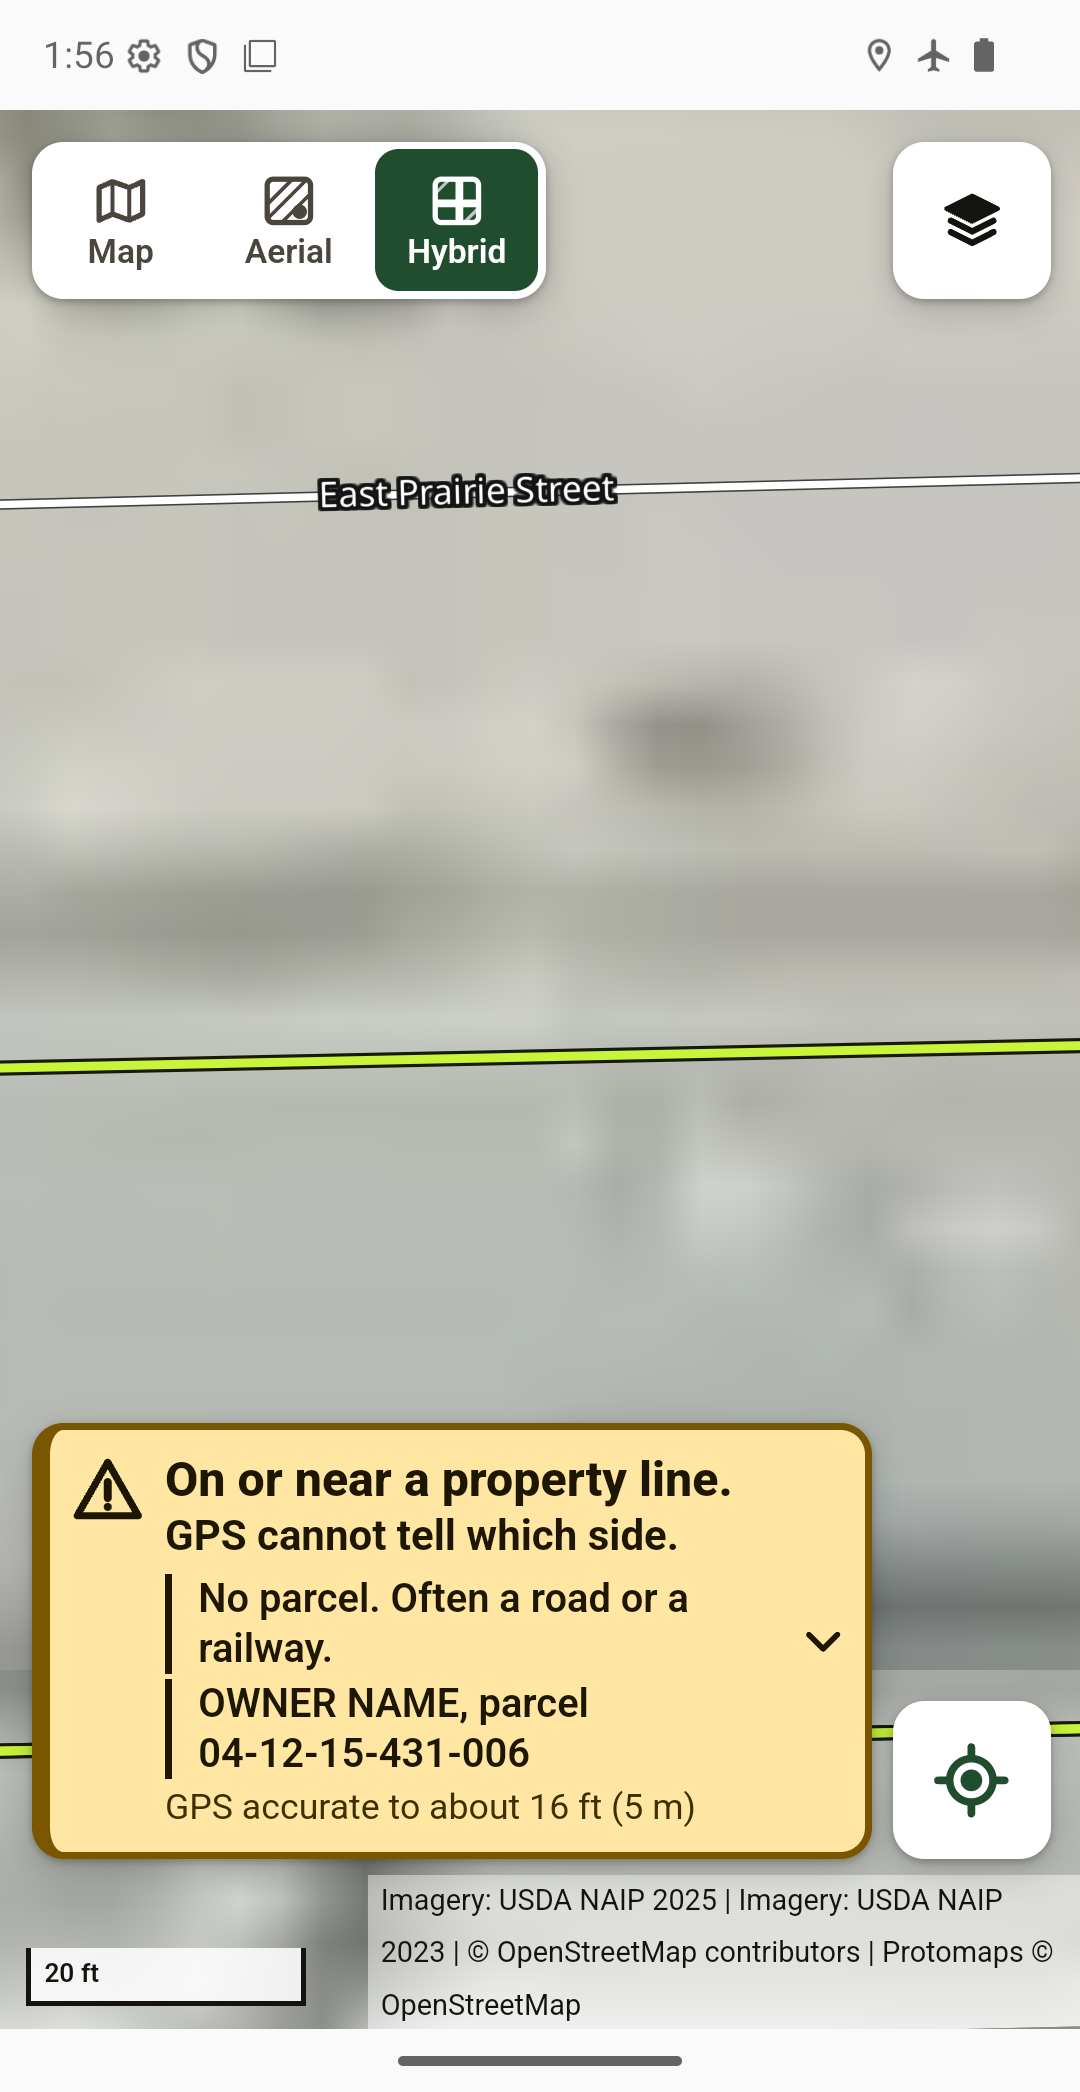 1:56
Map
Aerial
Hybrid
East Prairie Street
On or near a property line.
GPS cannot tell which side.
No parcel. Often a road or a
railway.
OWNER NAME, parcel
04-12-15-431-006
GPS accurate to about 16 ft (5 m)
Imagery: USDA NAIP 2025 | Imagery: USDA NAIP
2023 | © OpenStreetMap contributors | Protomaps ©
OpenStreetMap
20 ft